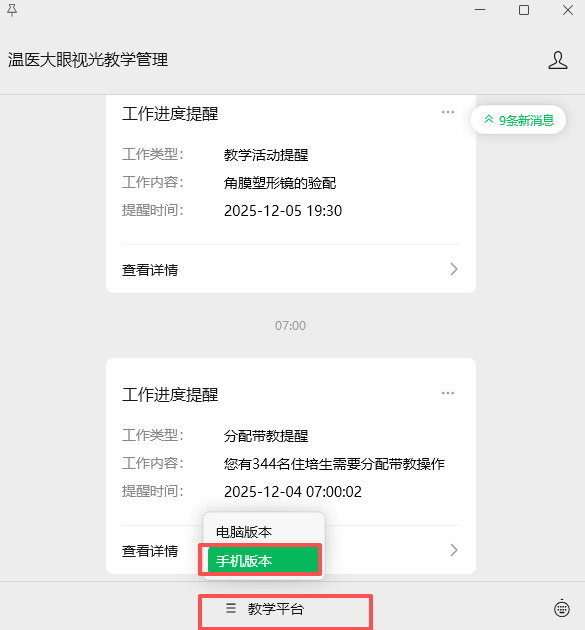 温医大眼视光教学管理
工作进度提醒
9条新消息
工作类型: 教学活动提醒
工作内容: 角膜塑形镜的验配
提醒时间: 2025-12-05 19:30
查看详情
07:00
工作进度提醒
工作类型: 分配带教提醒
工作内容: 您有344名住培生需要分配带教操作
提醒时间: 2025-12-04 07:00:02
电脑版本
查看详情
手机版本
教学平台